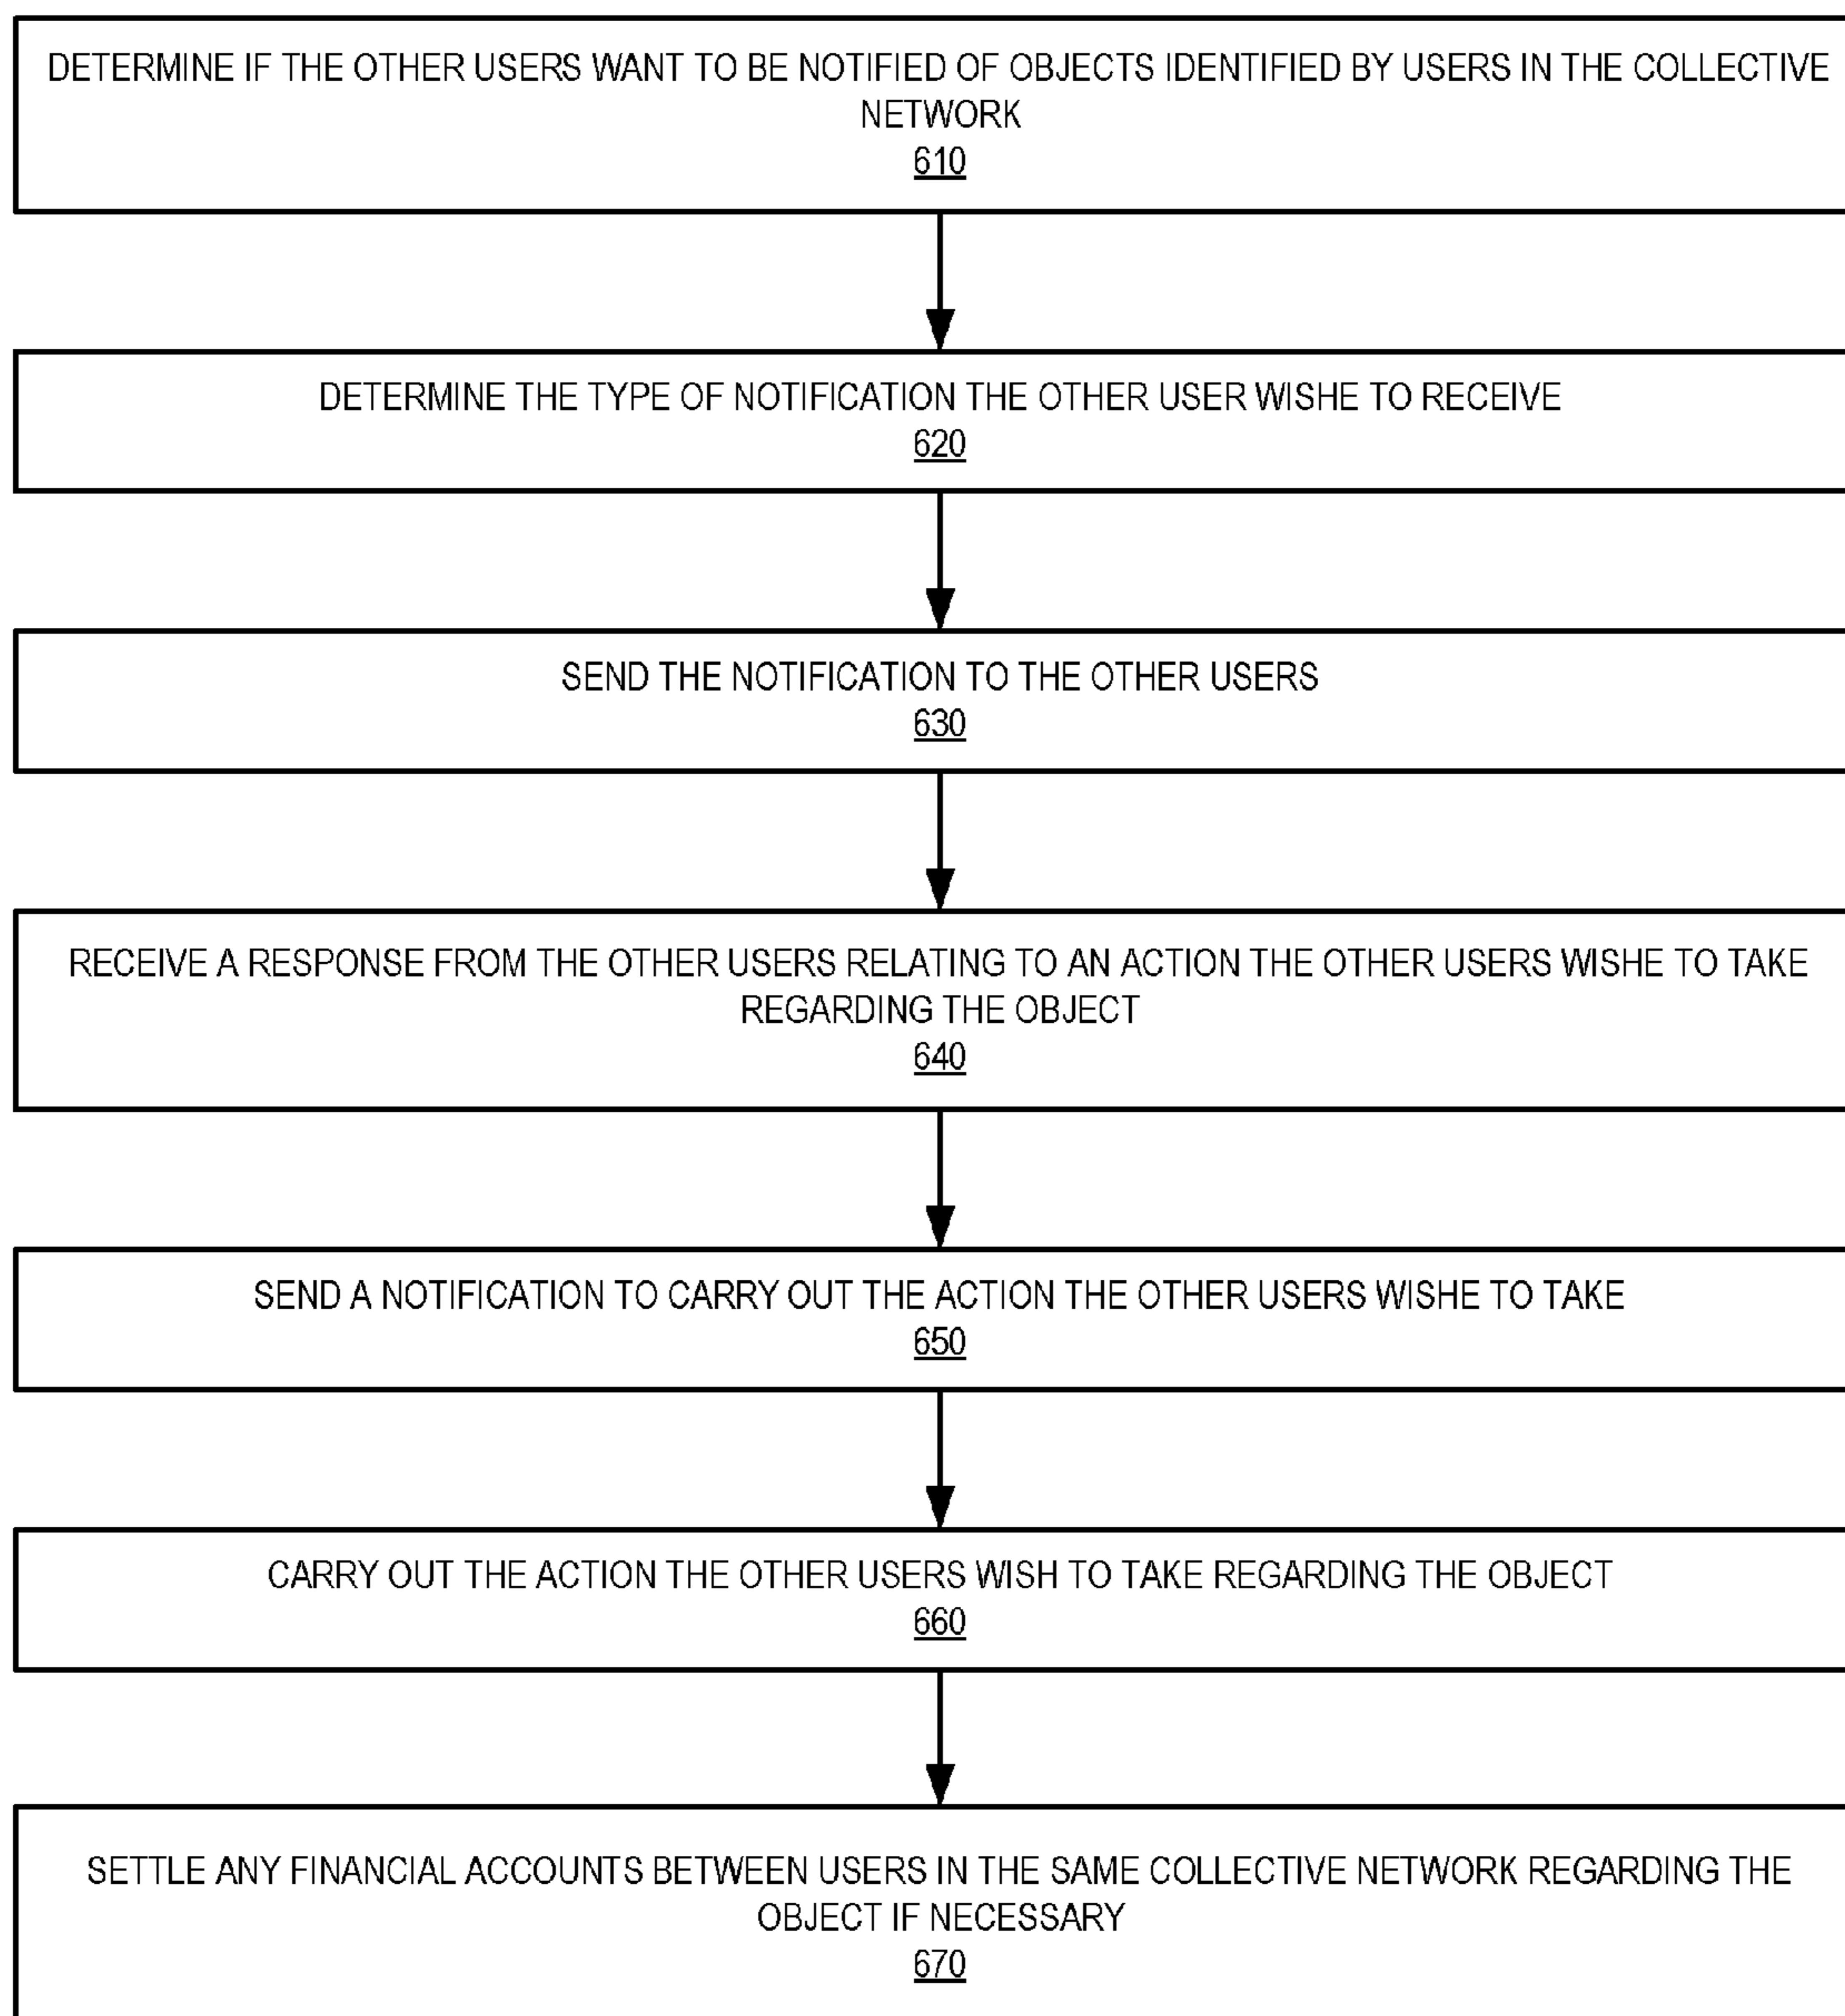 DETERMINE IF THE OTHER USERS WANT TO BE NOTIFIED OF OBJECTS IDENTIFIED BY USERS IN THE COLLECTIVE
NETWORK
610
DETERMINE THE TYPE OF NOTIFICATION THE OTHER USER WISHE TO RECEIVE
620
SEND THE NOTIFICATION TO THE OTHER USERS
630
RECEIVE A RESPONSE FROM THE OTHER USERS RELATING TO AN ACTION THE OTHER USERS WISHE TO TAKE
REGARDING THE OBJECT
640
SEND A NOTIFICATION TO CARRY OUT THE ACTION THE OTHER USERS WISHE TO TAKE
650
CARRY OUT THE ACTION THE OTHER USERS WISH TO TAKE REGARDING THE OBJECT
660
SETTLE ANY FINANCIAL ACCOUNTS BETWEEN USERS IN THE SAME COLLECTIVE NETWORK REGARDING THE
OBJECT IF NECESSARY
670